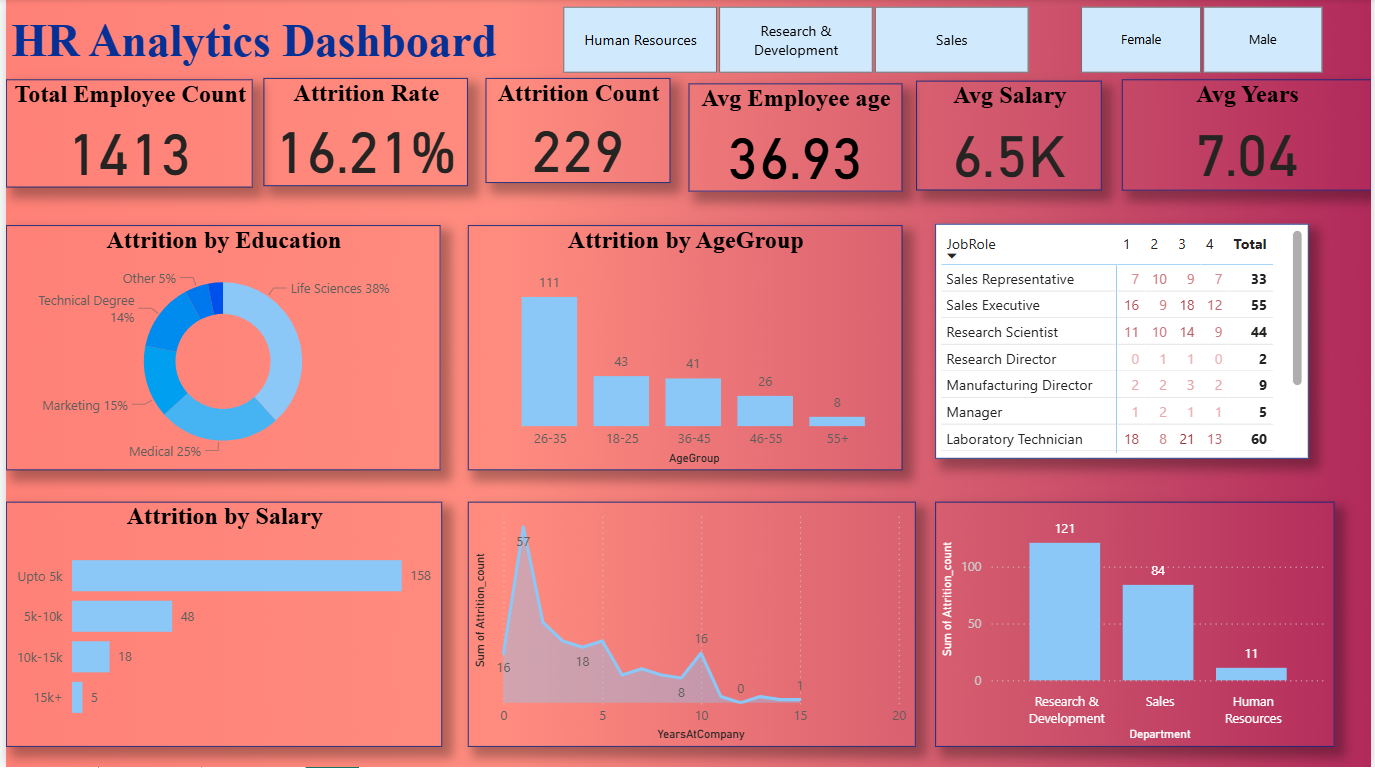 HR Analytics Dashboard
Human Resources
Research &
Development
Sales
Female
Male
Total Employee Count
1413
Attrition Rate
16.21%
Attrition Count
229
Avg Employee age
36.93
Avg Salary
6.5K
Avg Years
7.04
Attrition by Education
Other 5%
Life Sciences 38%
Technical Degree
14%
Marketing 15%
Medical 25%
Attrition by AgeGroup
111
43
41
26
8
26-35 18-25 36-45 46-55 55+
AgeGroup
JobRole 1 2 3 4 Total
Sales Representative 7 10 9 7 33
Sales Executive 16 9 18 12 55
Research Scientist 11 10 14 9 44
Research Director 0 1 1 0 2
Manufacturing Director 2 2 3 2 9
Manager 1 2 1 1 5
Laboratory Technician 18 8 21 13 60
Attrition by Salary
Upto 5k 158
5k-10k 48
10k-15k 18
15k+ 5
Sum of Attrition_count
57
16
18
8
16
0
1
0 5 10 15 20
YearsAtCompany
Sum of Attrition_count
100
50
0
121
84
11
Research &
Development
Sales
Human
Resources
Department